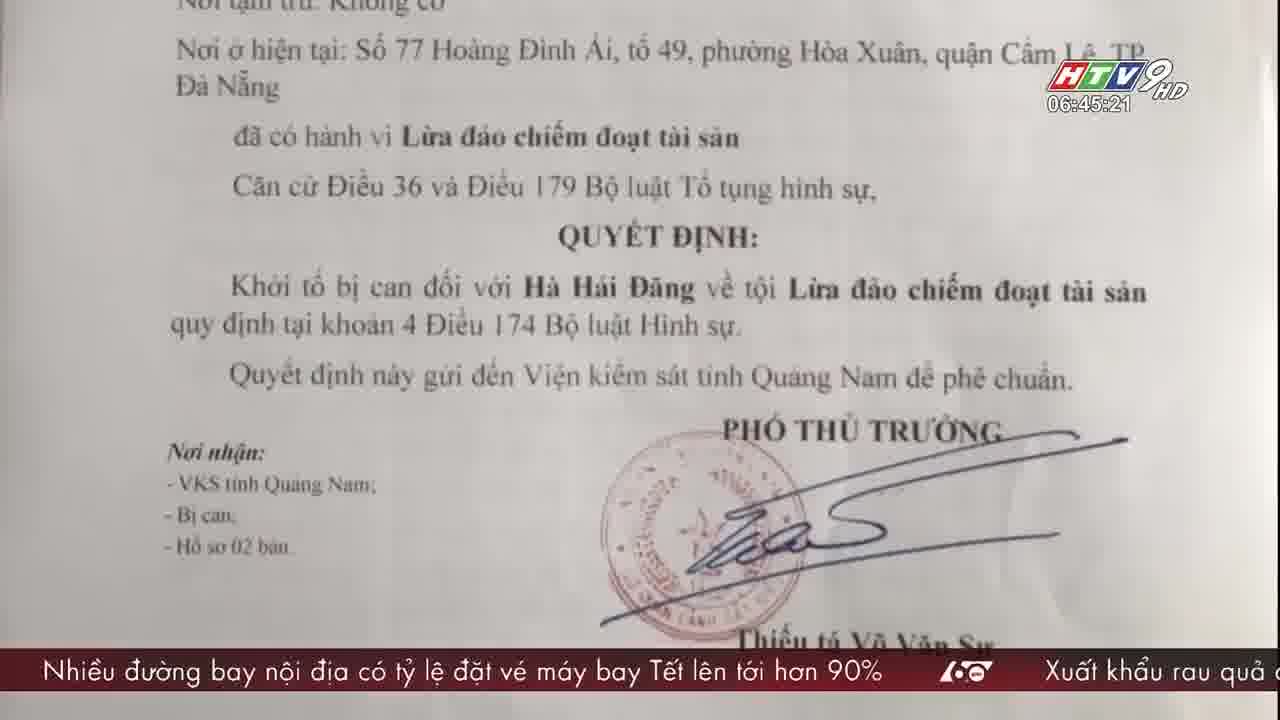 Nơi tạm trú: Không có
Nơi ở hiện tại: Số 77 Hoàng Đình Ái, tổ 49, phường Hòa Xuân, quận Cẩm Lệ, TP
Đà Nẵng
HTV9 HD
06:45:21
đã có hành vi Lừa đảo chiếm đoạt tài sản
Căn cứ Điều 36 và Điều 179 Bộ luật Tố tụng hình sự,
QUYẾT ĐỊNH:
Khởi tố bị can đối với Hà Hải Đăng về tội Lừa đảo chiếm đoạt tài sản
quy định tại khoản 4 Điều 174 Bộ luật Hình sự.
Quyết định này gửi đến Viện kiểm sát tỉnh Quảng Nam để phê chuẩn.
PHÓ THỦ TRƯỞNG
Nơi nhận:
- VKS tỉnh Quảng Nam;
- Bị can;
- Hồ sơ 02 bản.
Thiếu tá Võ Văn Sự
Nhiều đường bay nội địa có tỷ lệ đặt vé máy bay Tết lên tới hơn 90%
60
Xuất khẩu rau quả